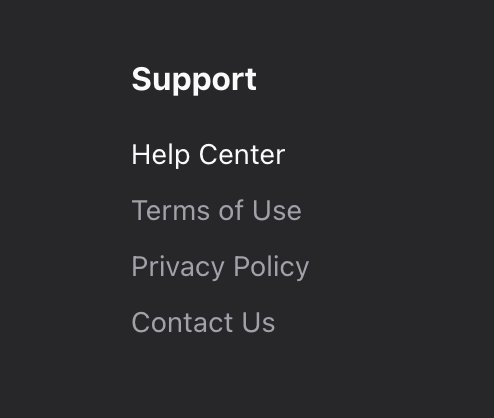 Support
Help Center
Terms of Use
Privacy Policy
Contact Us